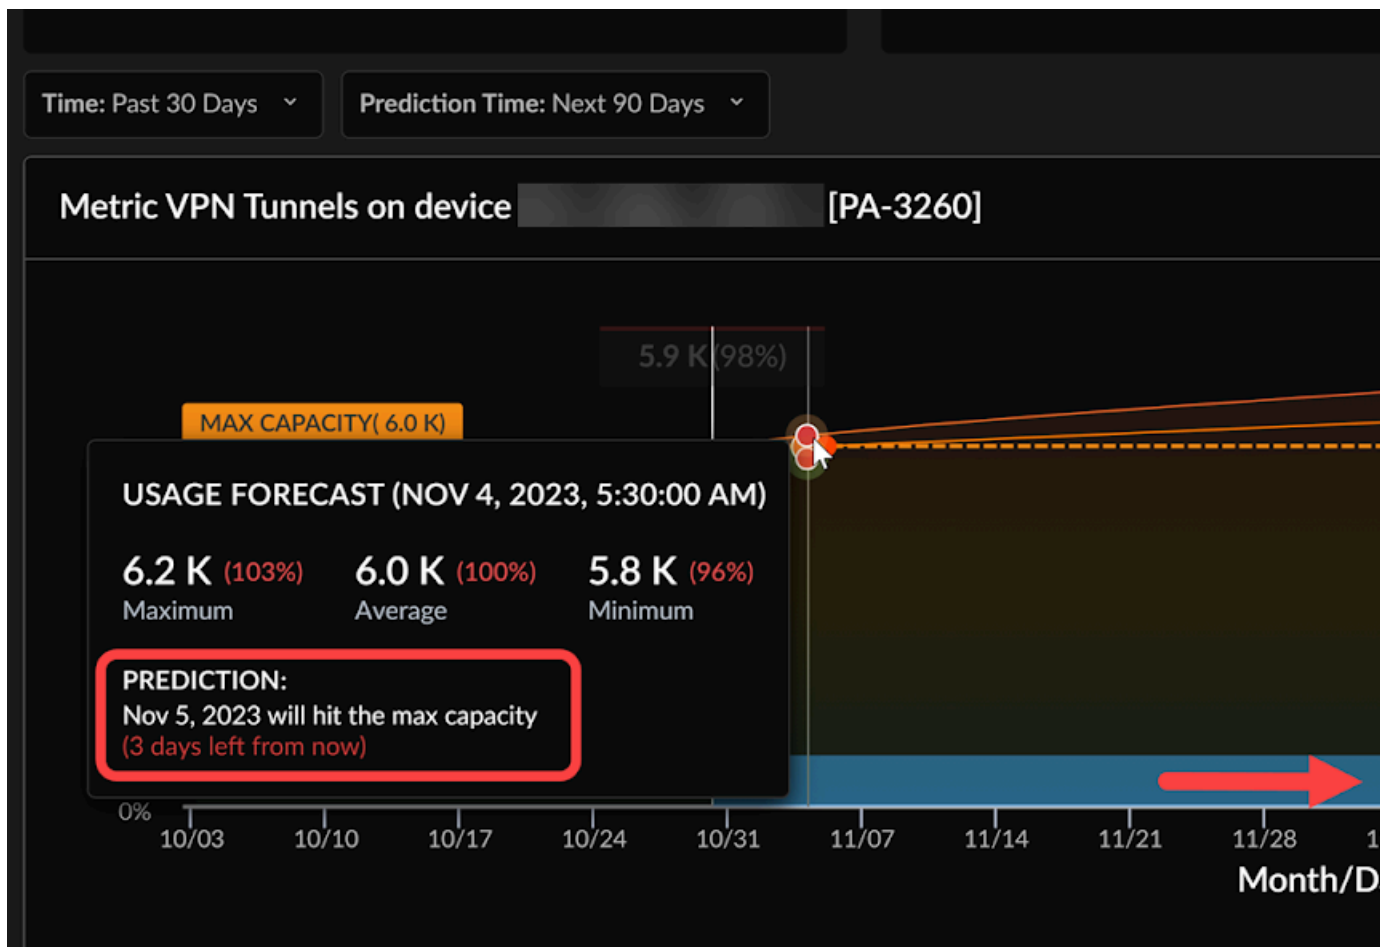 Time: Past 30 Days
Prediction Time: Next 90 Days
Metric VPN Tunnels on device [PA-3260]
5.9 K (98%)
MAX CAPACITY( 6.0 K)
USAGE FORECAST (NOV 4, 2023, 5:30:00 AM)
6.2 K (103%) 6.0 K (100%) 5.8 K (96%)
Maximum Average Minimum
PREDICTION:
Nov 5, 2023 will hit the max capacity
(3 days left from now)
0%
10/03 10/10 10/17 10/24 10/31 11/07 11/14 11/21 11/28 1
Month/D